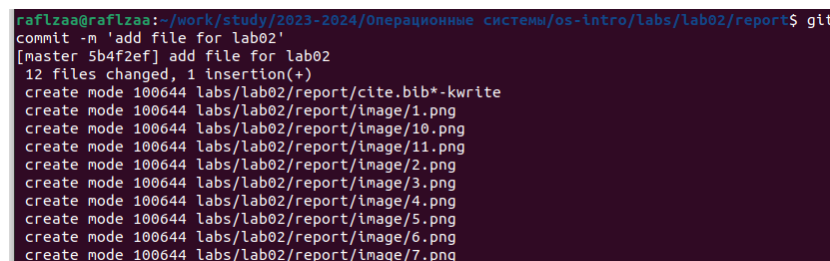 raflzaa@raflzaa:~/work/study/2023-2024/Операционные системы/os-intro/labs/lab02/report$ git
commit -m 'add file for lab02'
[master 5b4f2ef] add file for lab02
 12 files changed, 1 insertion(+)
 create mode 100644 labs/lab02/report/cite.bib*-kwrite
 create mode 100644 labs/lab02/report/image/1.png
 create mode 100644 labs/lab02/report/image/10.png
 create mode 100644 labs/lab02/report/image/11.png
 create mode 100644 labs/lab02/report/image/2.png
 create mode 100644 labs/lab02/report/image/3.png
 create mode 100644 labs/lab02/report/image/4.png
 create mode 100644 labs/lab02/report/image/5.png
 create mode 100644 labs/lab02/report/image/6.png
 create mode 100644 labs/lab02/report/image/7.png